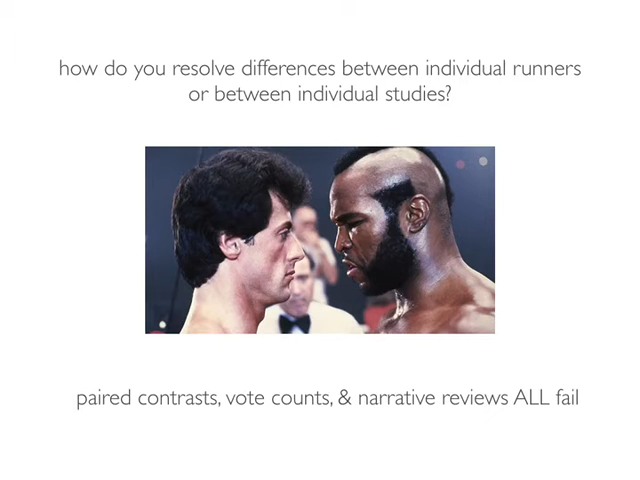 how do you resolve differences between individual runners
or between individual studies?
paired contrasts, vote counts, & narrative reviews ALL fail